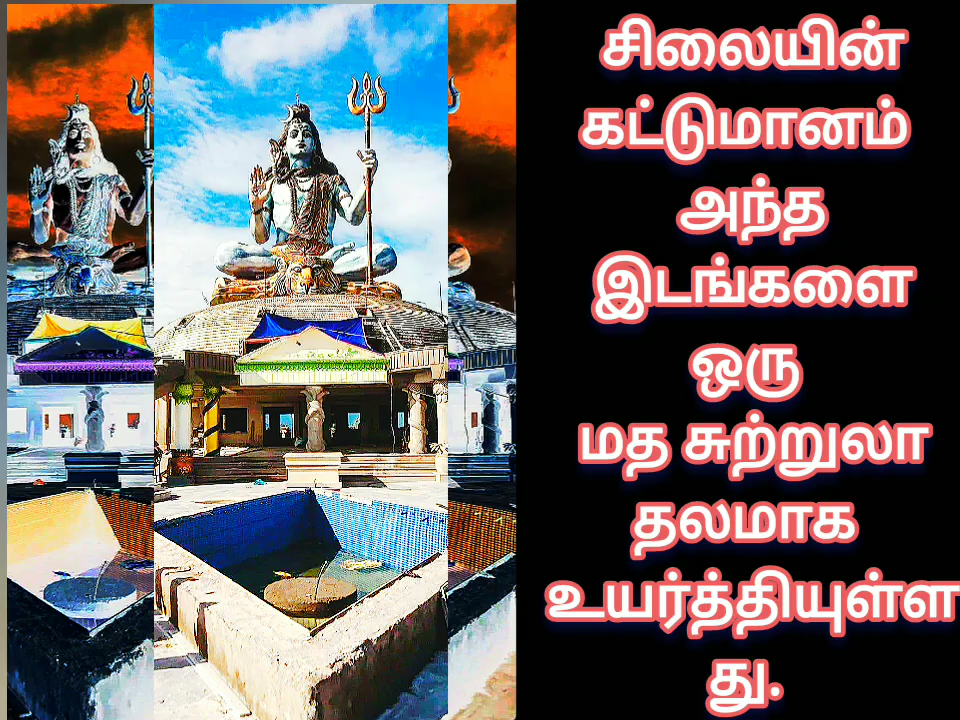 சிலையின்
கட்டுமானம்
அந்த
இடங்களை
ஒரு
மத சுற்றுலா
தலமாக
உயர்த்தியுள்ள
து.